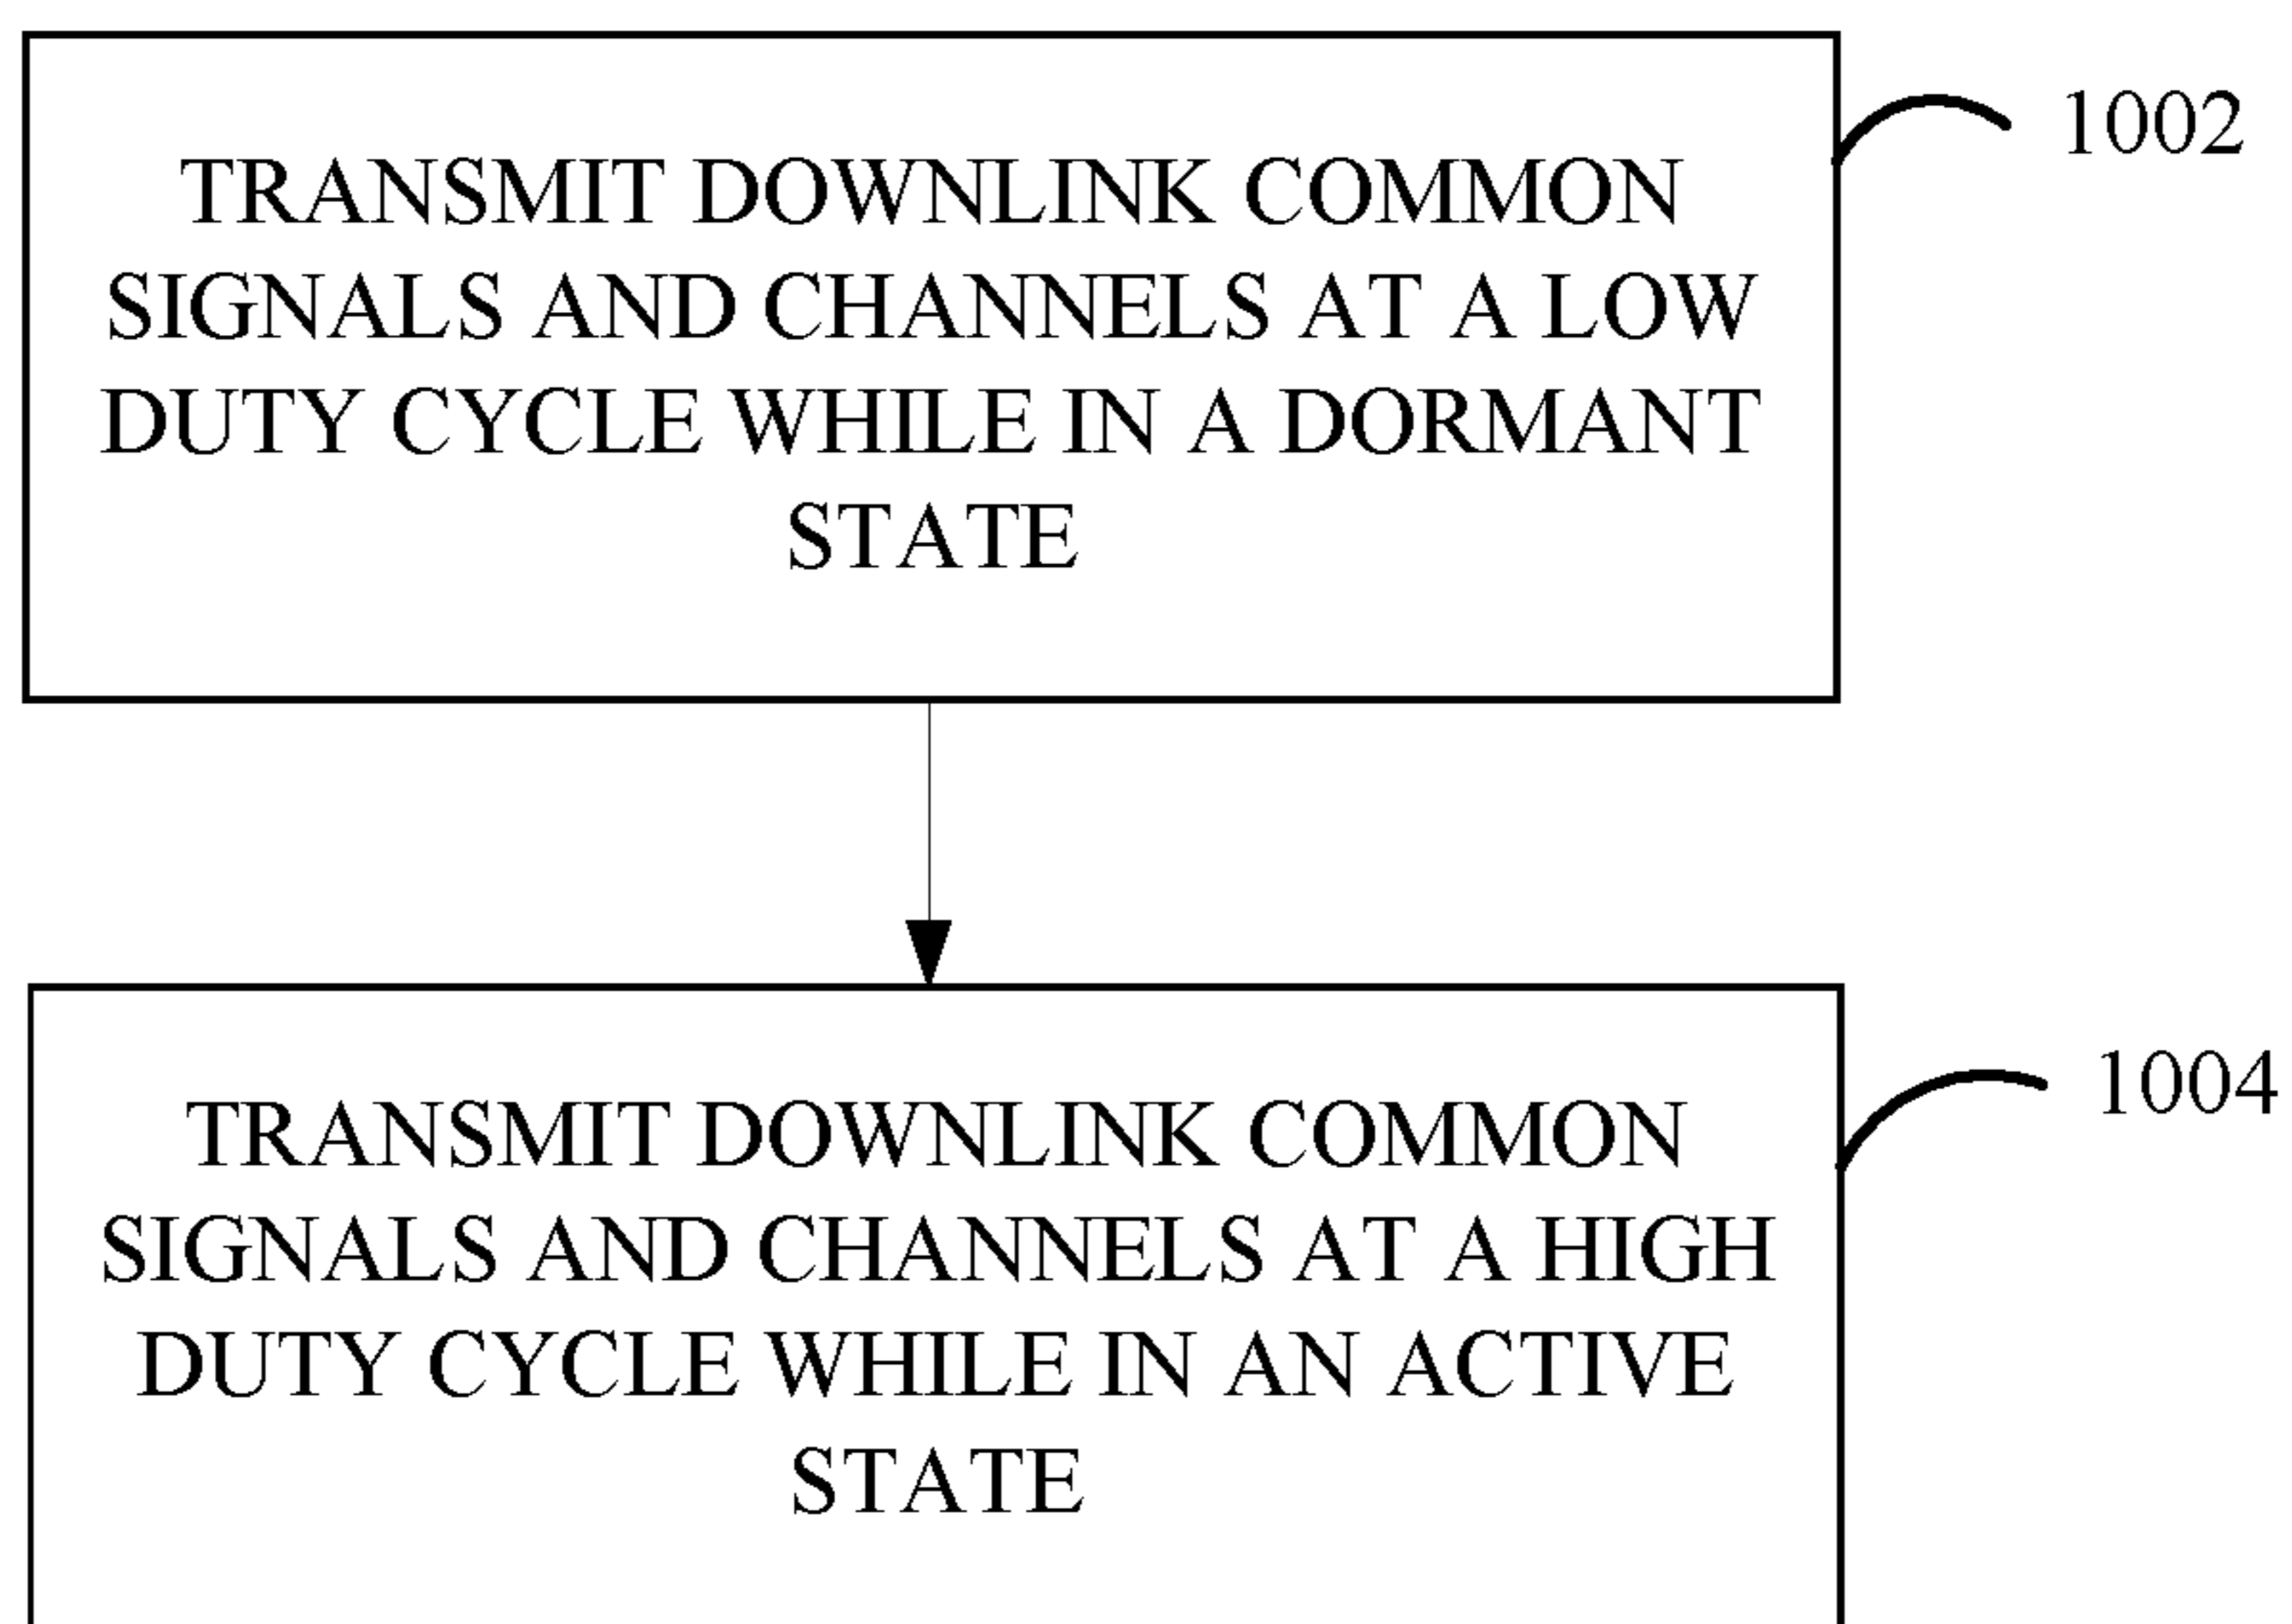 TRANSMIT DOWNLINK COMMON
SIGNALS AND CHANNELS AT A LOW
DUTY CYCLE WHILE IN A DORMANT
STATE
1002
TRANSMIT DOWNLINK COMMON
SIGNALS AND CHANNELS AT A HIGH
DUTY CYCLE WHILE IN AN ACTIVE
STATE
1004